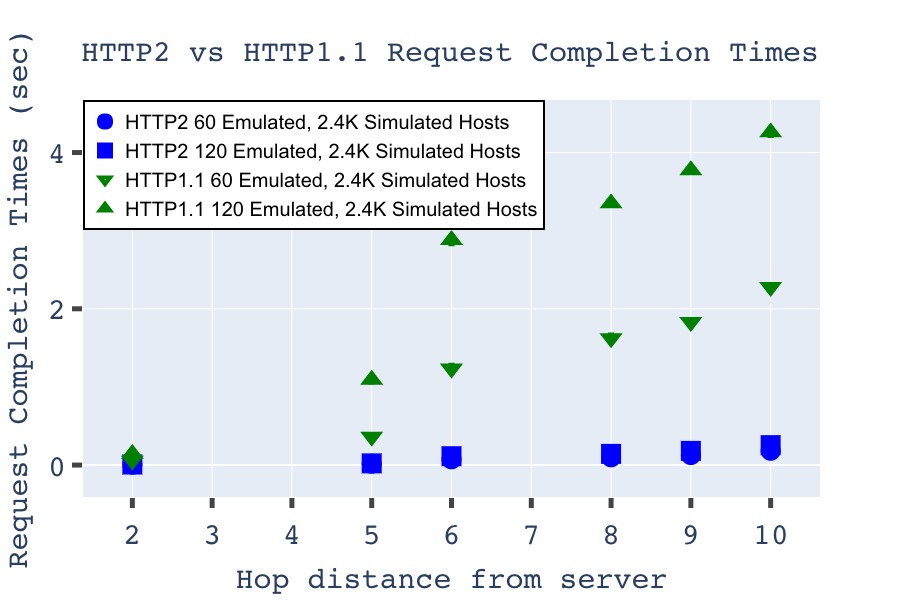 HTTP2 vs HTTP1.1 Request Completion Times
Request Completion Times (sec)
HTTP2 60 Emulated, 2.4K Simulated Hosts
HTTP2 120 Emulated, 2.4K Simulated Hosts
HTTP1.1 60 Emulated, 2.4K Simulated Hosts
HTTP1.1 120 Emulated, 2.4K Simulated Hosts
4
2
0
2 3 4 5 6 7 8 9 10
Hop distance from server